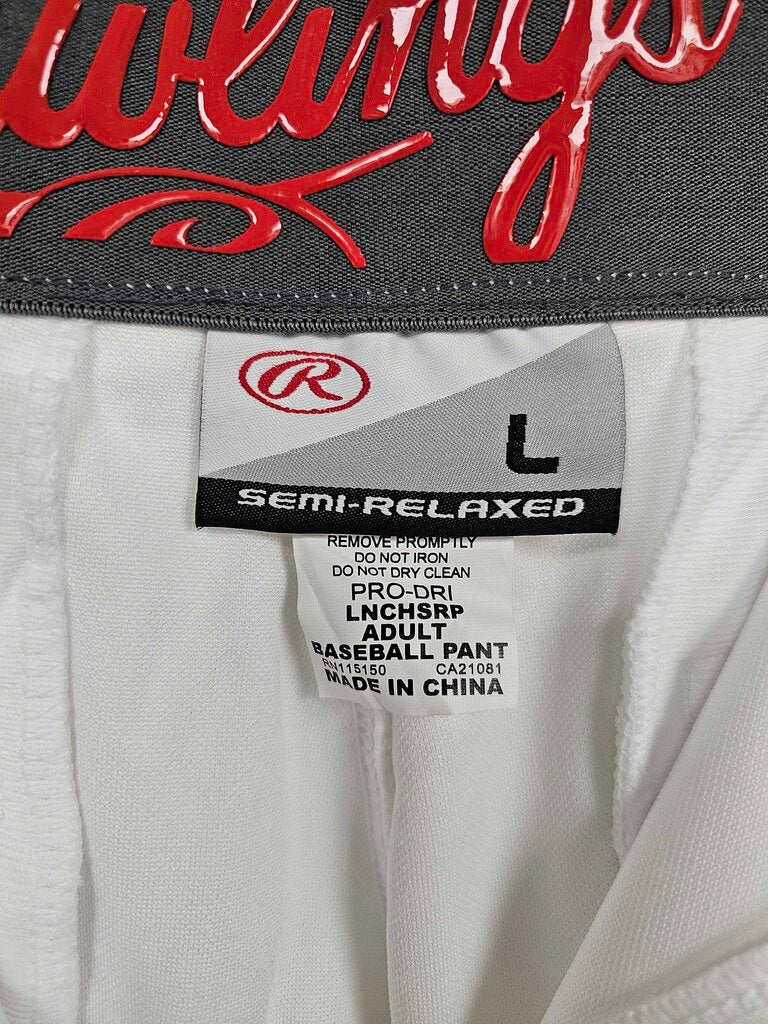 wlings
R
L
SEMI-RELAXED
REMOVE PROMPTLY
DO NOT IRON
DO NOT DRY CLEAN
PRO-DRI
LNCHSRP
ADULT
BASEBALL PANT
RN115150 CA21081
MADE IN CHINA